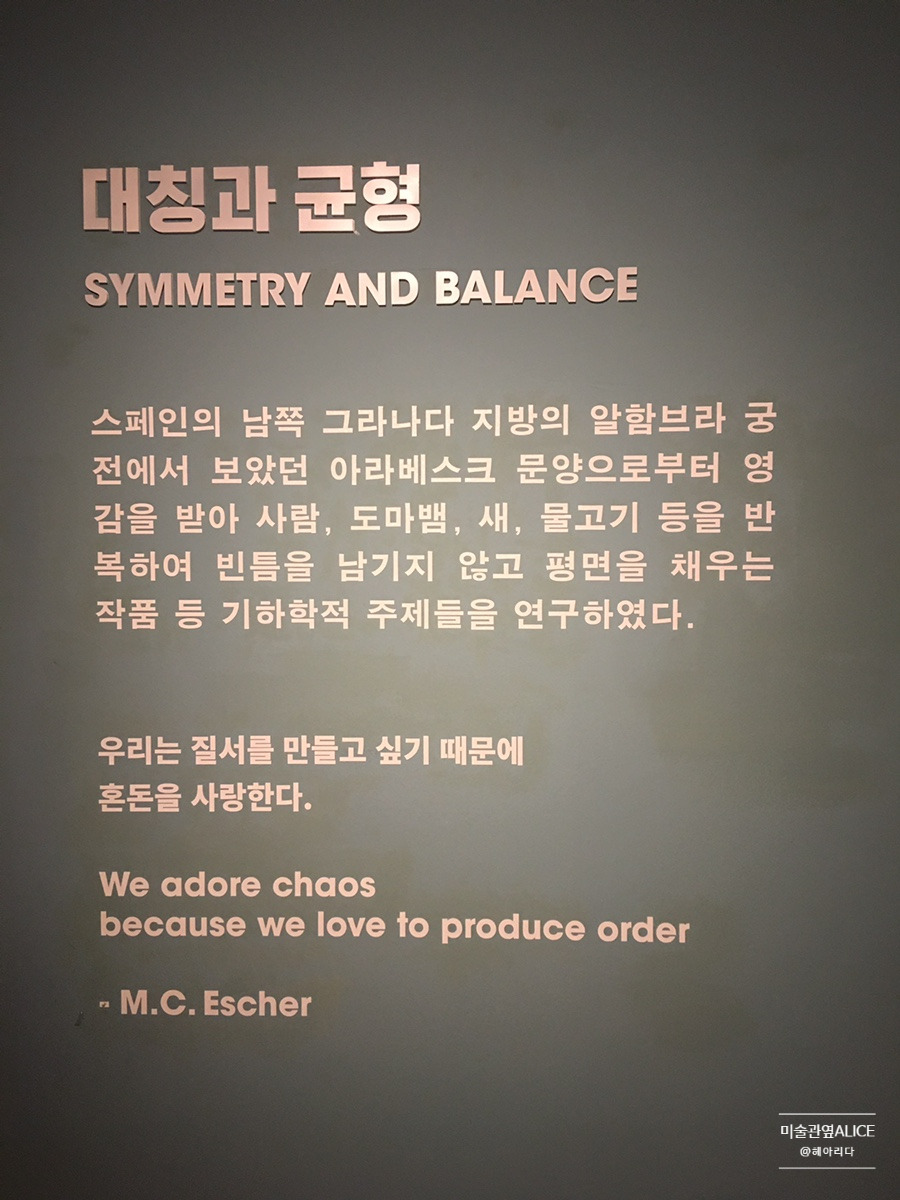 대칭과 균형
SYMMETRY AND BALANCE
스페인의 남쪽 그라나다 지방의 알함브라 궁
전에서 보았던 아라베스크 문양으로부터 영
감을 받아 사람, 도마뱀, 새, 물고기 등을 반
복하여 빈틈을 남기지 않고 평면을 채우는
작품 등 기하학적 주제들을 연구하였다.
우리는 질서를 만들고 싶기 때문에
혼돈을 사랑한다.
We adore chaos
because we love to produce order
- M.C. Escher
미술관옆ALICE
@헤아리다